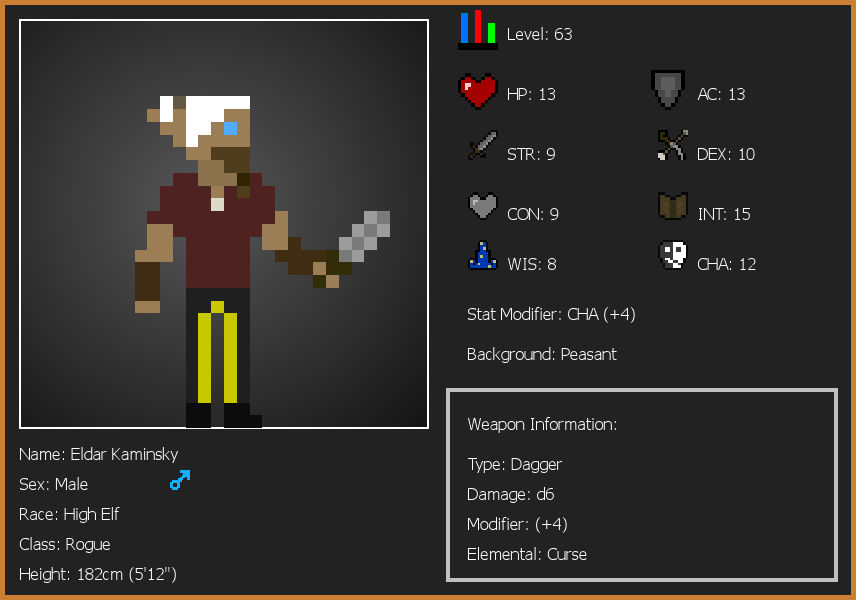 Level: 63
HP: 13
AC: 13
STR: 9
DEX: 10
CON: 9
INT: 15
WIS: 8
CHA: 12
Stat Modifier: CHA (+4)
Background: Peasant
Weapon Information:
Type: Dagger
Damage: d6
Modifier: (+4)
Elemental: Curse
Name: Eldar Kaminsky
Sex: Male
Race: High Elf
Class: Rogue
Height: 182cm (5'12")